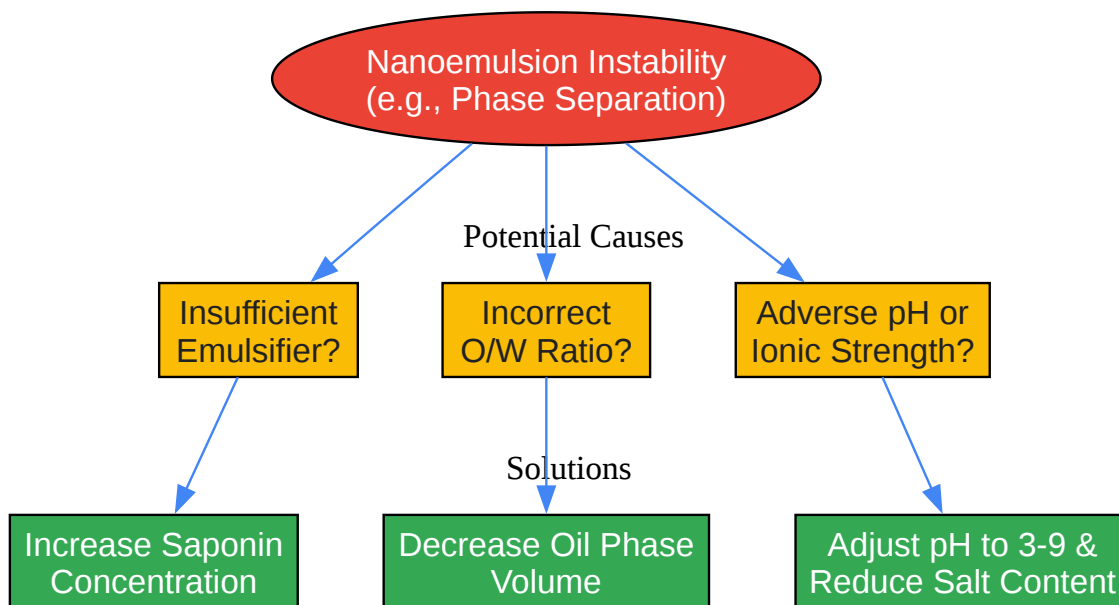 Nanoemulsion Instability
(e.g., Phase Separation)
Potential Causes
Insufficient
Emulsifier?
Incorrect
O/W Ratio?
Adverse pH or
Ionic Strength?
Solutions
Increase Saponin
Concentration
Decrease Oil Phase
Volume
Adjust pH to 3-9 &
Reduce Salt Content